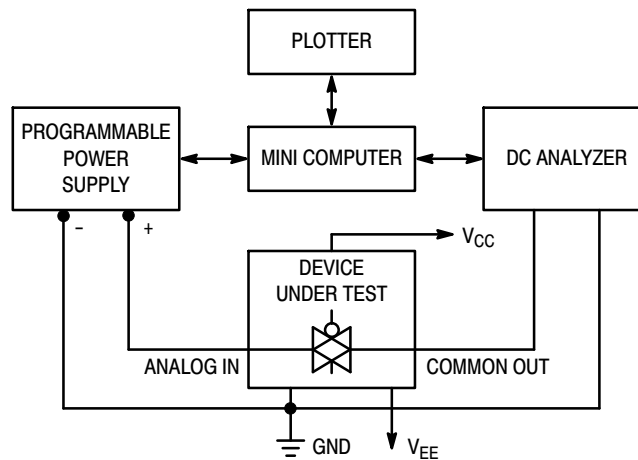 PLOTTER
PROGRAMMABLE
POWER
SUPPLY
MINI COMPUTER
DC ANALYZER
– +
VCC
DEVICE
UNDER TEST
ANALOG IN
COMMON OUT
GND
VEE